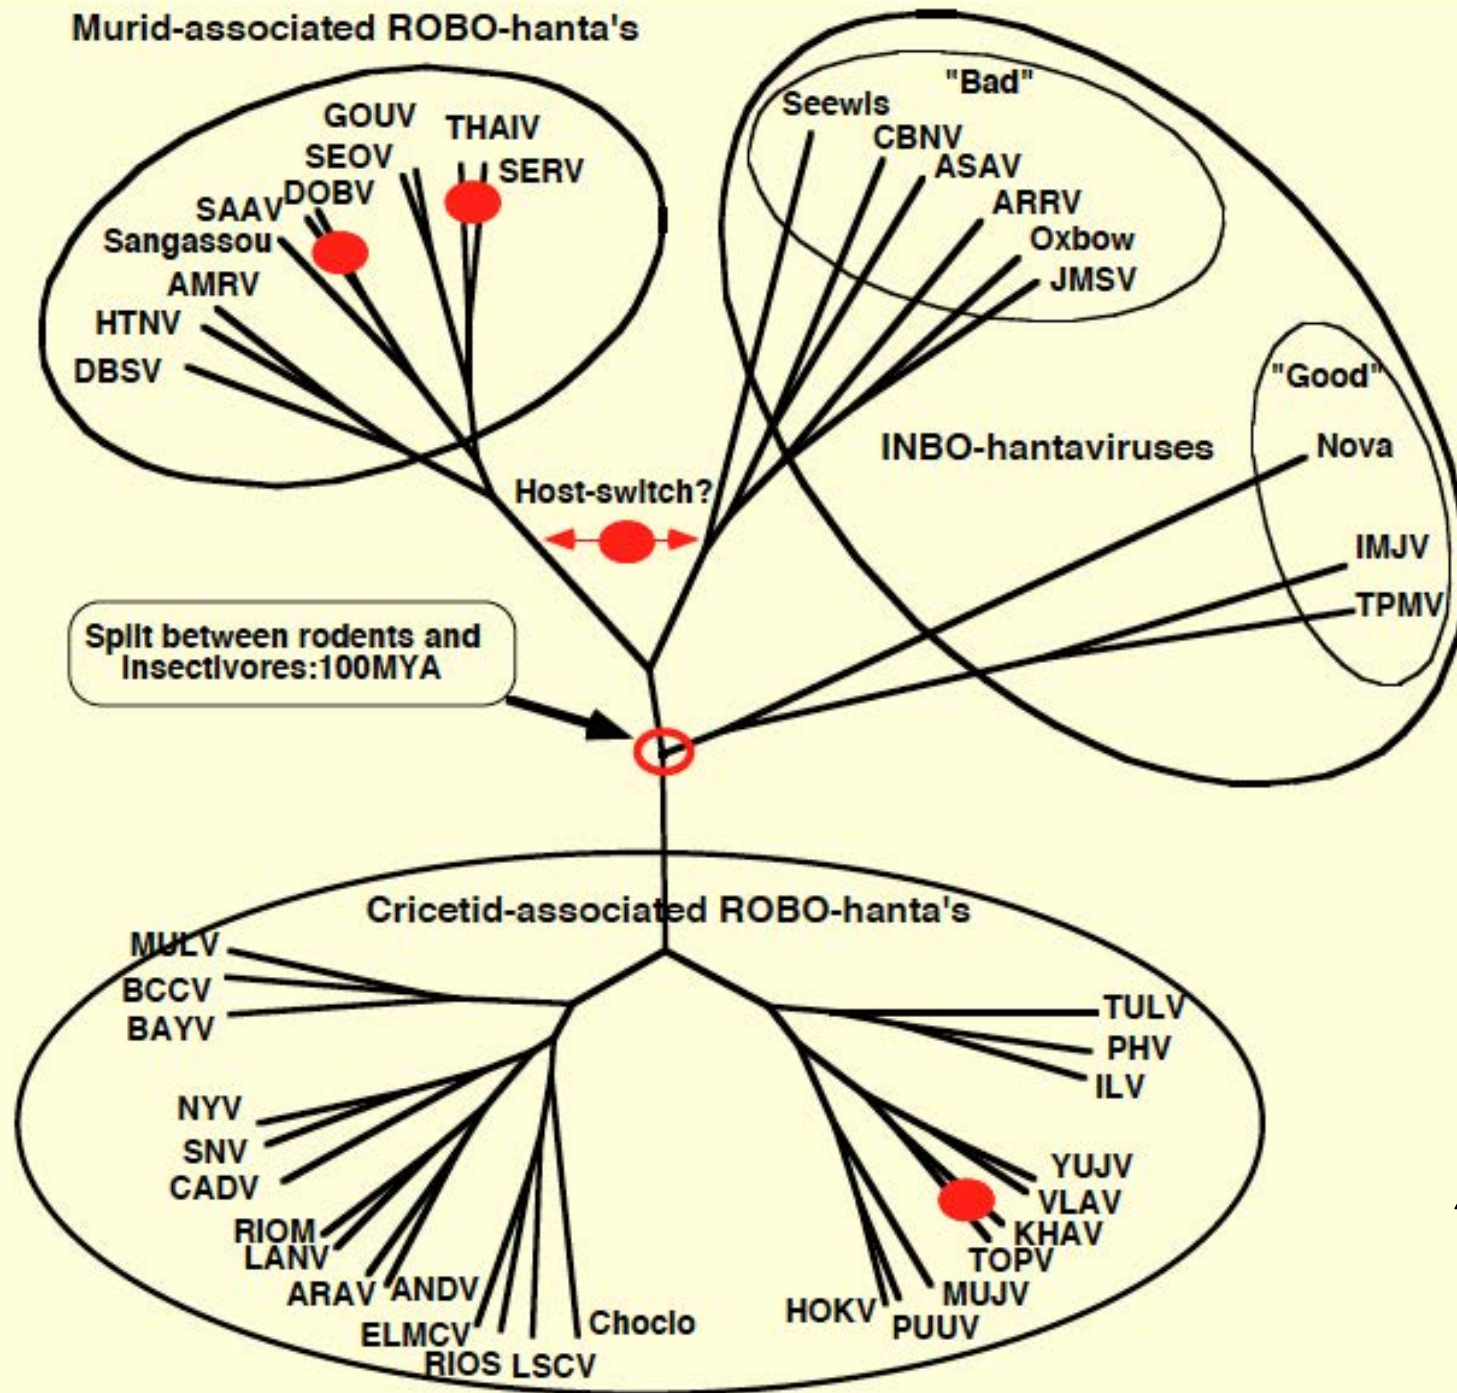 Murid-associated ROBO-hanta's
GOUV
THAIV
SEOV
SERV
DOBV
SAAV
Sangassou
AMRV
HTNV
DBSV
"Bad"
Seewis
CBNV
ASAV
ARRV
Oxbow
JMSV
"Good"
Nova
INBO-hantaviruses
IMJV
TPMV
Host-switch?
Split between rodents and
insectivores:100MYA
Cricetid-associated ROBO-hanta's
MULV
BCCV
BAYV
NYV
SNV
CADV
RIOM
LANV
ARAV
ANDV
ELMCV
RIOS
LSCV
Choclo
TULV
PHV
ILV
YUJV
VLAV
KHAV
TOPV
MUJV
PUUV
HOKV